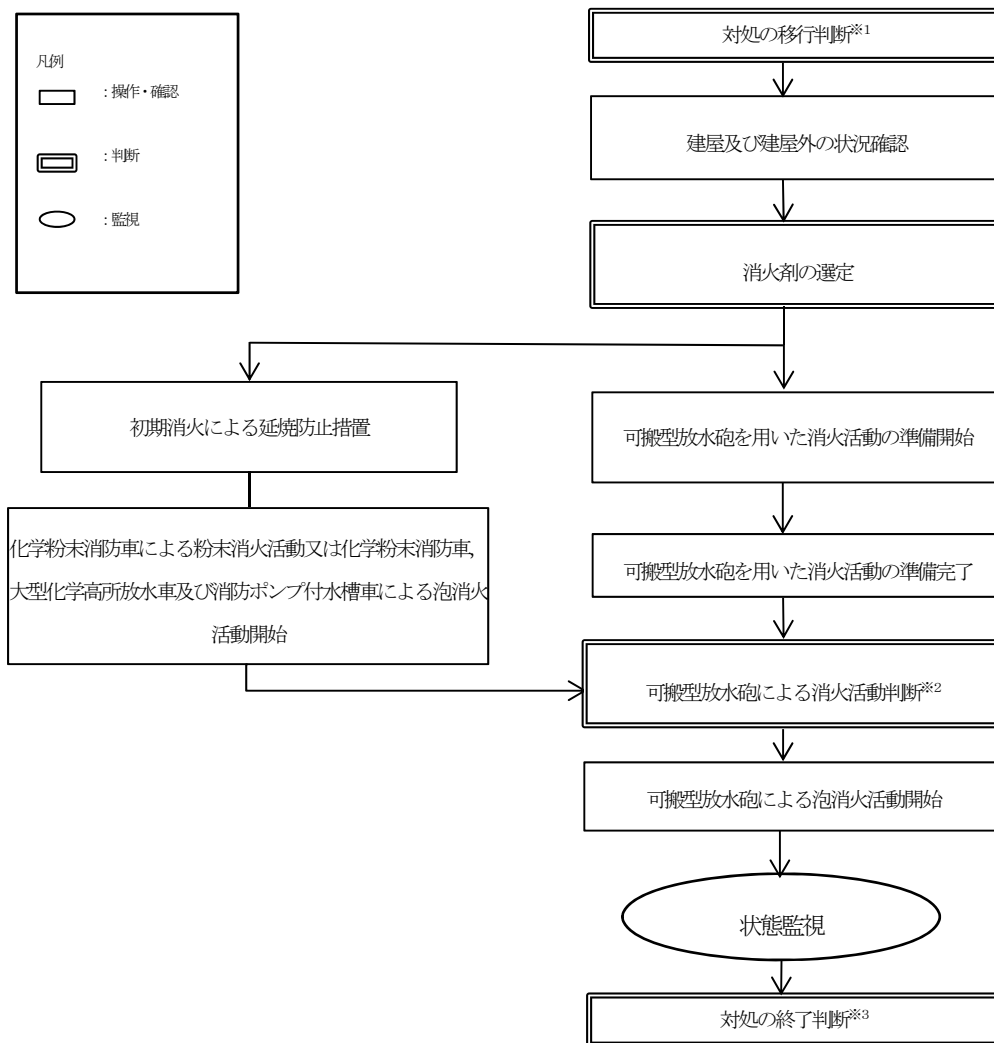 凡例
：操作・確認
：判断
：監視
対処の移行判断※1
建屋及び建屋外の状況確認
消火剤の選定
初期消火による延焼防止措置
化学粉末消防車による粉末消火活動又は化学粉末消防車，
大型化学高所放水車及び消防ポンプ付水槽車による泡消火
活動開始
可搬型放水砲を用いた消火活動の準備開始
可搬型放水砲を用いた消火活動の準備完了
可搬型放水砲による消火活動判断※2
可搬型放水砲による泡消火活動開始
状態監視
対処の終了判断※3